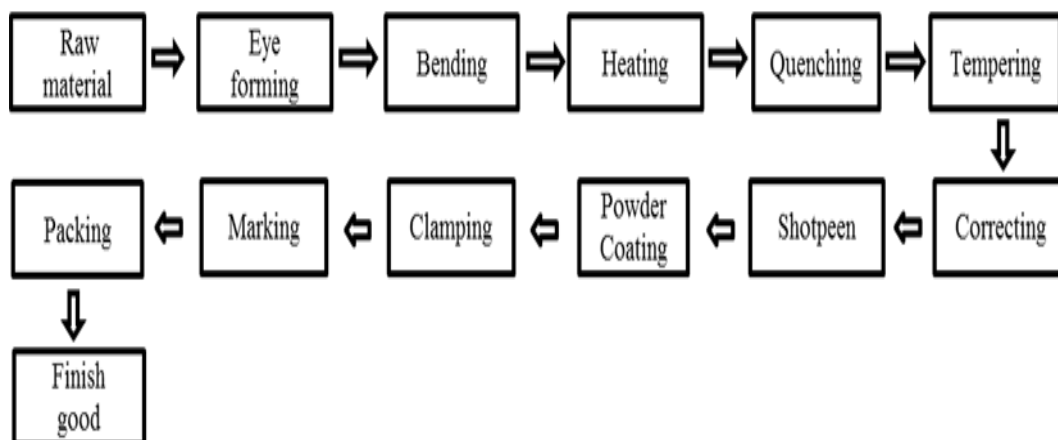 Raw
material
Eye
forming
Bending
Heating
Quenching
Tempering
Correcting
Shotpeen
Powder
Coating
Clamping
Marking
Packing
Finish
good